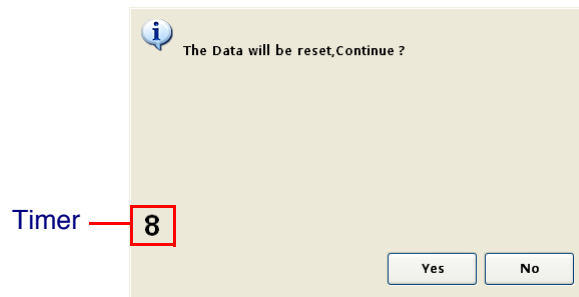 The Data will be reset,Continue ?
Timer
8
Yes
No